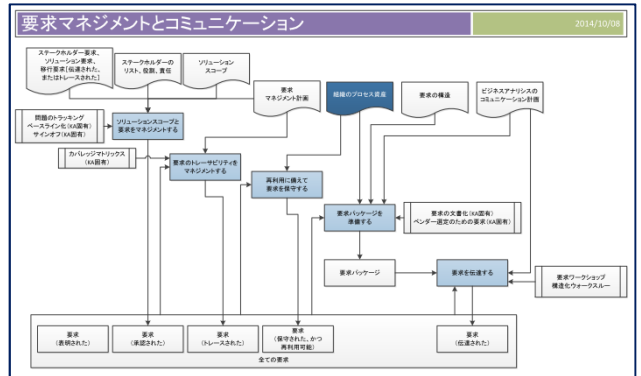 要求マネジメントとコミュニケーション
2014/10/08
ステークホルダー要求、
ソリューション要求、
移行要求[伝達された、
またはトレースされた]
ステークホルダーの
リスト、役割、責任
ソリューション
スコープ
要求
マネジメント計画
組織のプロセス資産
要求の構造
ビジネスアナリシスの
コミュニケーション計画
問題のトラッキング
ベースライン化(KA固有)
サインオフ(KA固有)
ソリューションスコープと
要求をマネジメントする
カバレッジマトリックス
(KA固有)
要求のトレーサビリティを
マネジメントする
再利用に備えて
要求を保守する
要求パッケージを
準備する
要求の文書化(KA固有)
ベンダー選定のための要求(KA固有)
要求パッケージ
要求を伝達する
要求ワークショップ
構造化ウォークスルー
要求
(表明された)
要求
(承認された)
要求
(トレースされた)
要求
(保守された、かつ
再利用可能)
要求
(伝達された)
全ての要求